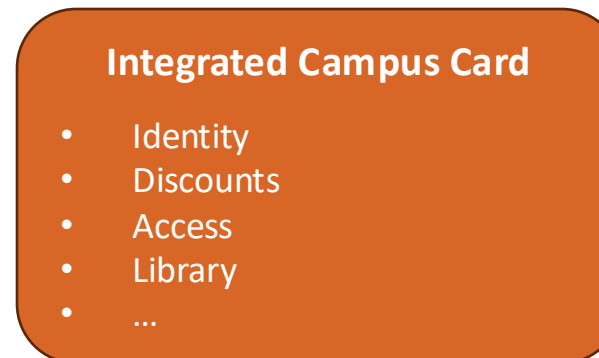 Integrated Campus Card
• Identity
• Discounts
• Access
• Library
• ...